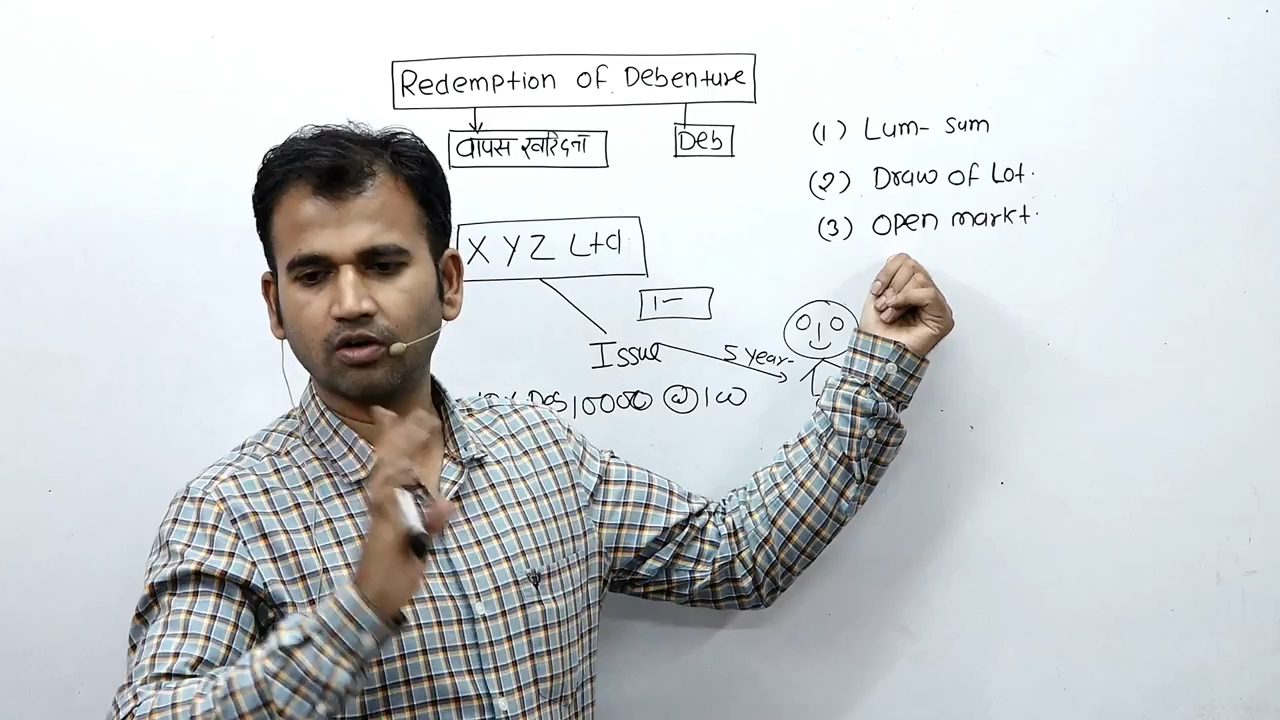 Redemption of Debenture
वापस खरिदना
Deb
(1) Lum- sum
(2) Draw of Lot.
(3) open markt.
XYZ Ltd
1-
Issue
5 year-
10000 @ 100